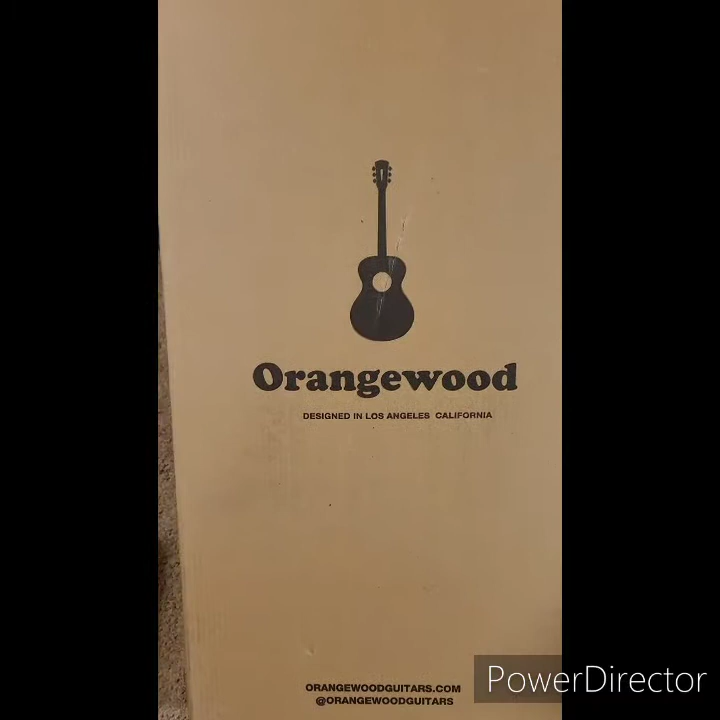 Orangewood
DESIGNED IN LOS ANGELES CALIFORNIA
ORANGEWOODGUITARS.COM
@ORANGEWOODGUITARS
PowerDirector